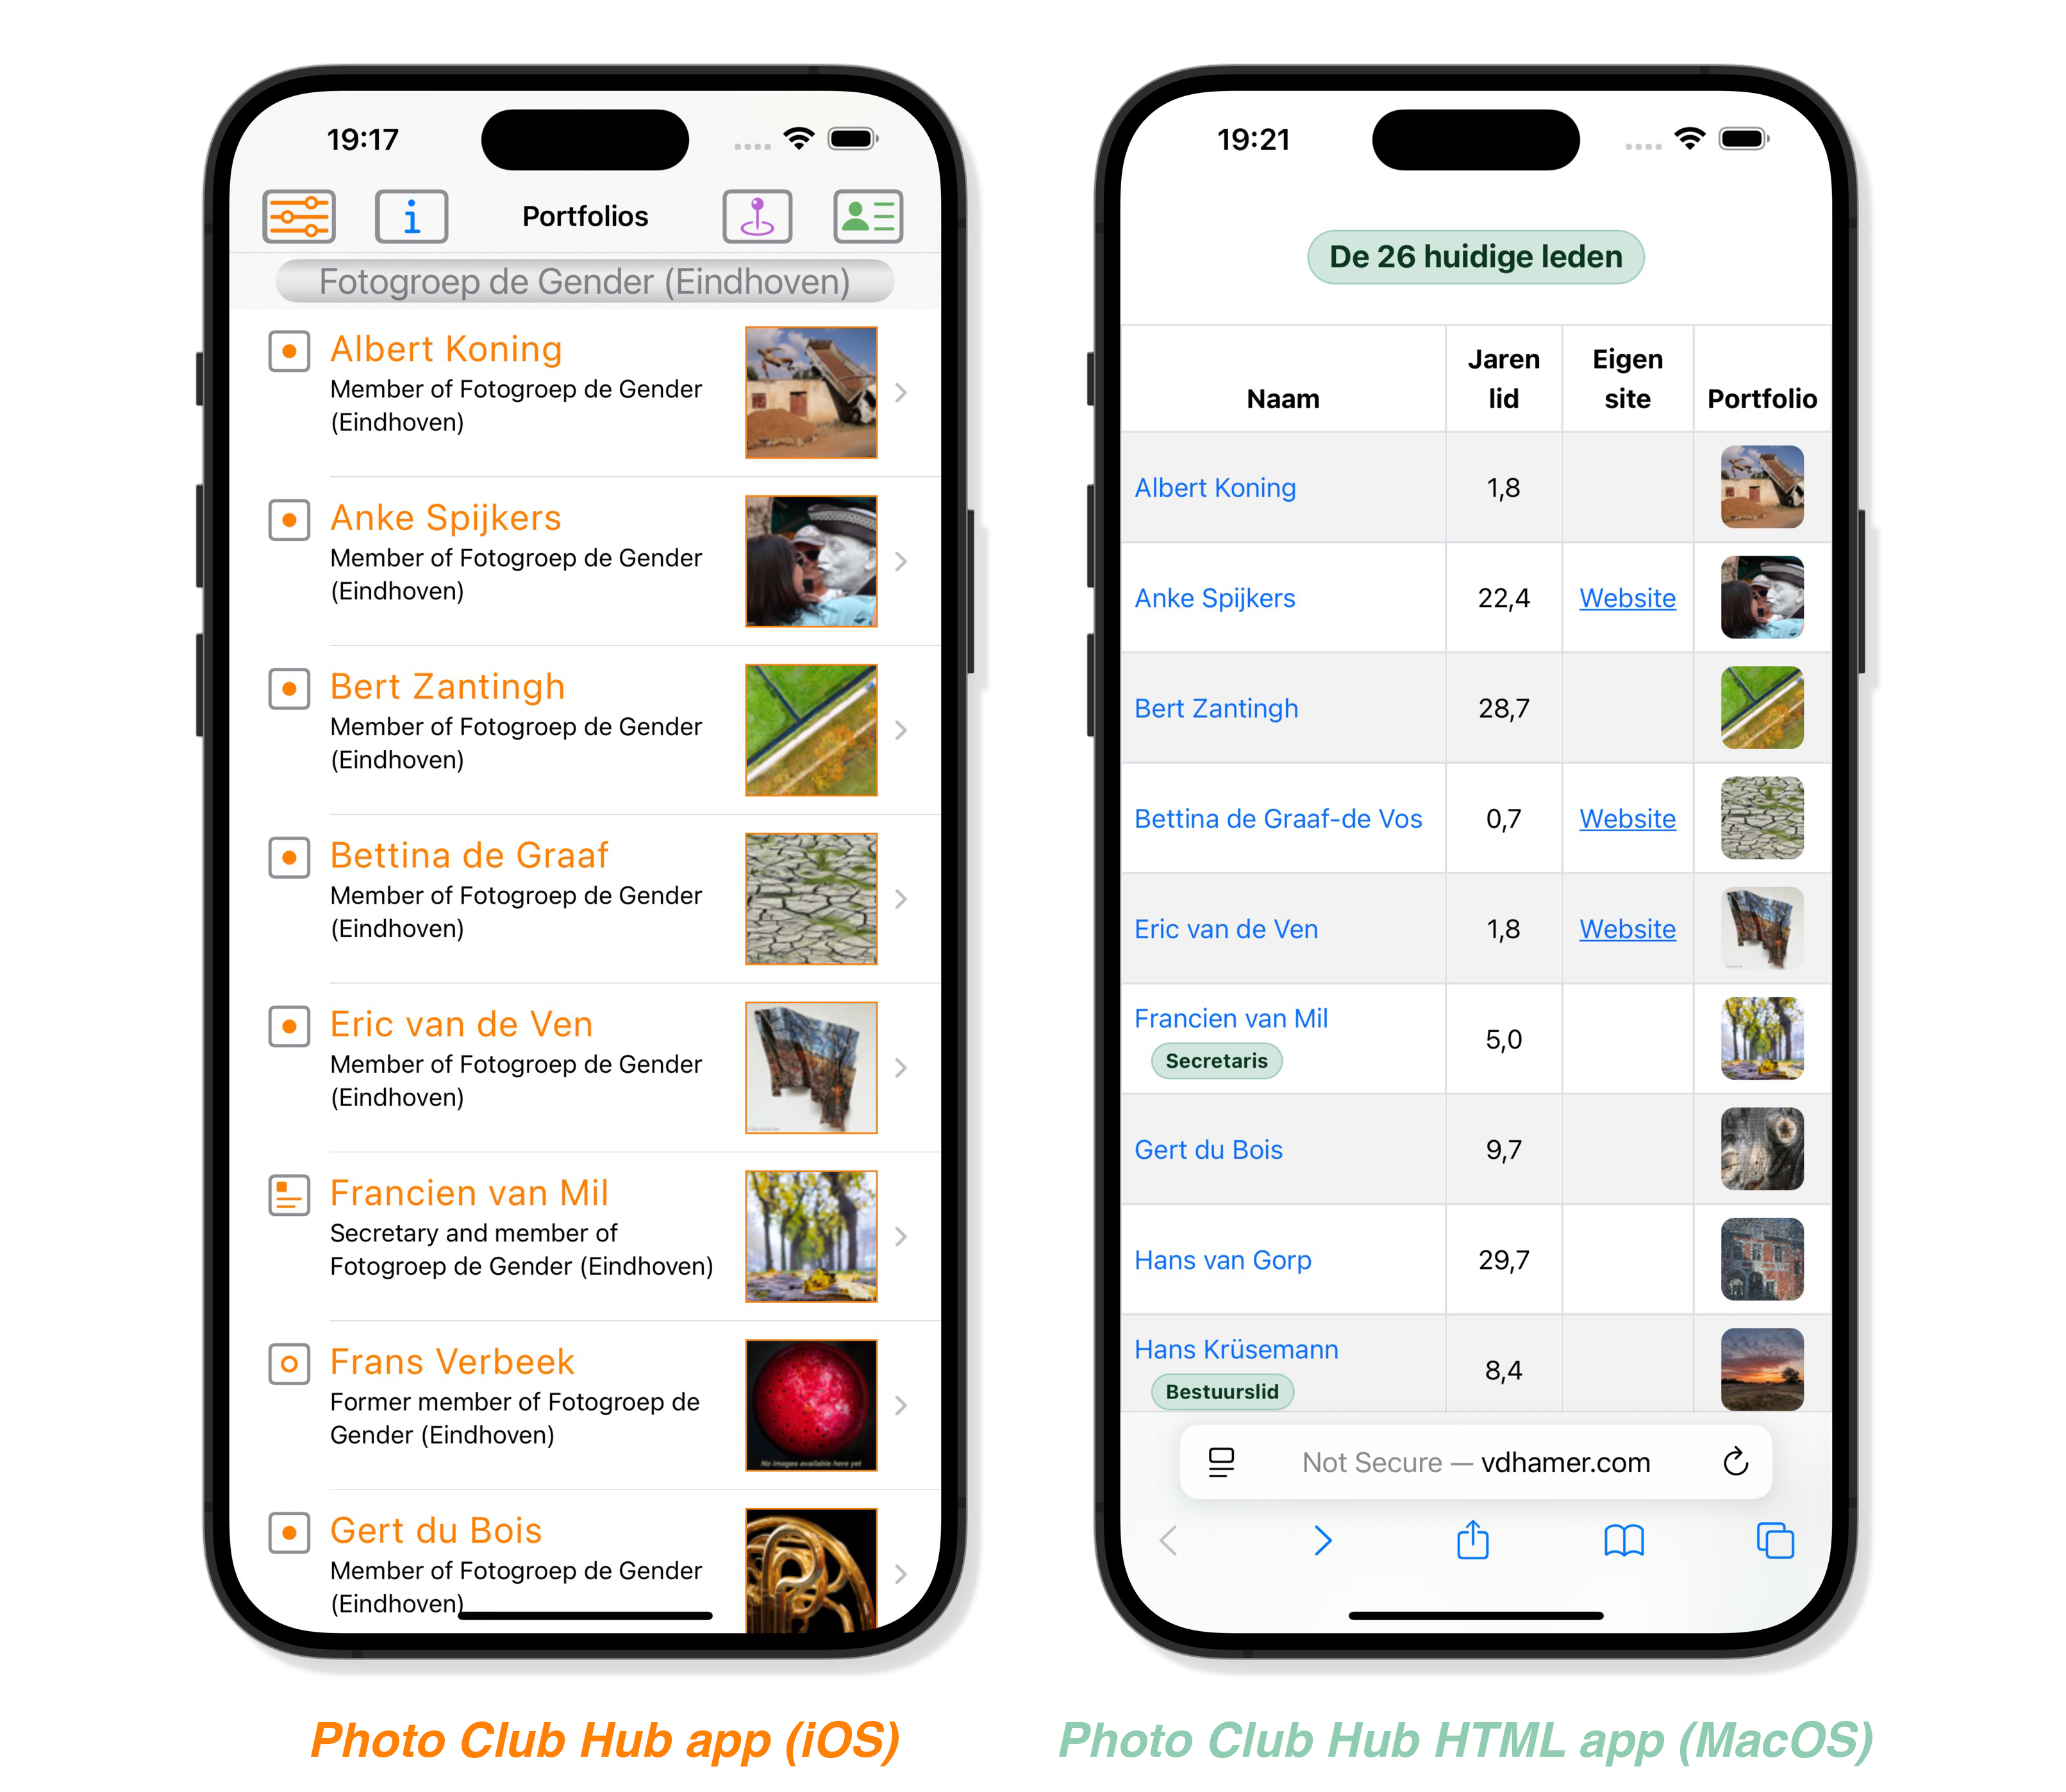 19:17
Portfolios
Fotogroep de Gender (Eindhoven)
Albert Koning
Member of Fotogroep de Gender
(Eindhoven)
Anke Spijkers
Member of Fotogroep de Gender
(Eindhoven)
Bert Zantingh
Member of Fotogroep de Gender
(Eindhoven)
Bettina de Graaf
Member of Fotogroep de Gender
(Eindhoven)
Eric van de Ven
Member of Fotogroep de Gender
(Eindhoven)
Francien van Mil
Secretary and member of
Fotogroep de Gender (Eindhoven)
Frans Verbeek
Former member of Fotogroep de
Gender (Eindhoven)
No images available here yet
Gert du Bois
Member of Fotogroep de Gender
(Eindhoven)
Photo Club Hub app (iOS)
19:21
De 26 huidige leden
Naam Jaren lid Eigen site Portfolio
Albert Koning 1,8
Anke Spijkers 22,4 Website
Bert Zantingh 28,7
Bettina de Graaf-de Vos 0,7 Website
Eric van de Ven 1,8 Website
Francien van Mil 5,0
Secretaris
Gert du Bois 9,7
Hans van Gorp 29,7
Hans Krüsemann 8,4
Bestuurslid
Not Secure — vdhamer.com
Photo Club Hub HTML app (MacOS)